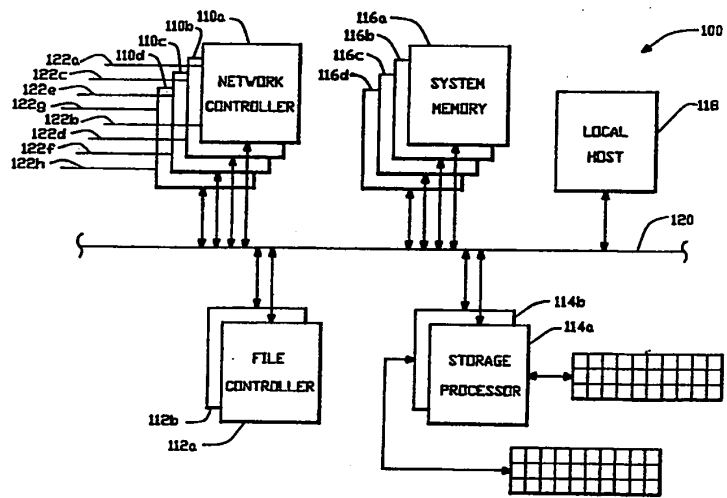 110a
110b
110c
110d
122a
122c
122e
122g
122b
122d
122f
122h
NETWORK
CONTROLLER
116a
116b
116c
116d
SYSTEM
MEMORY
100
118
LOCAL
HOST
120
FILE
CONTROLLER
112b
112a
114b
114a
STORAGE
PROCESSOR